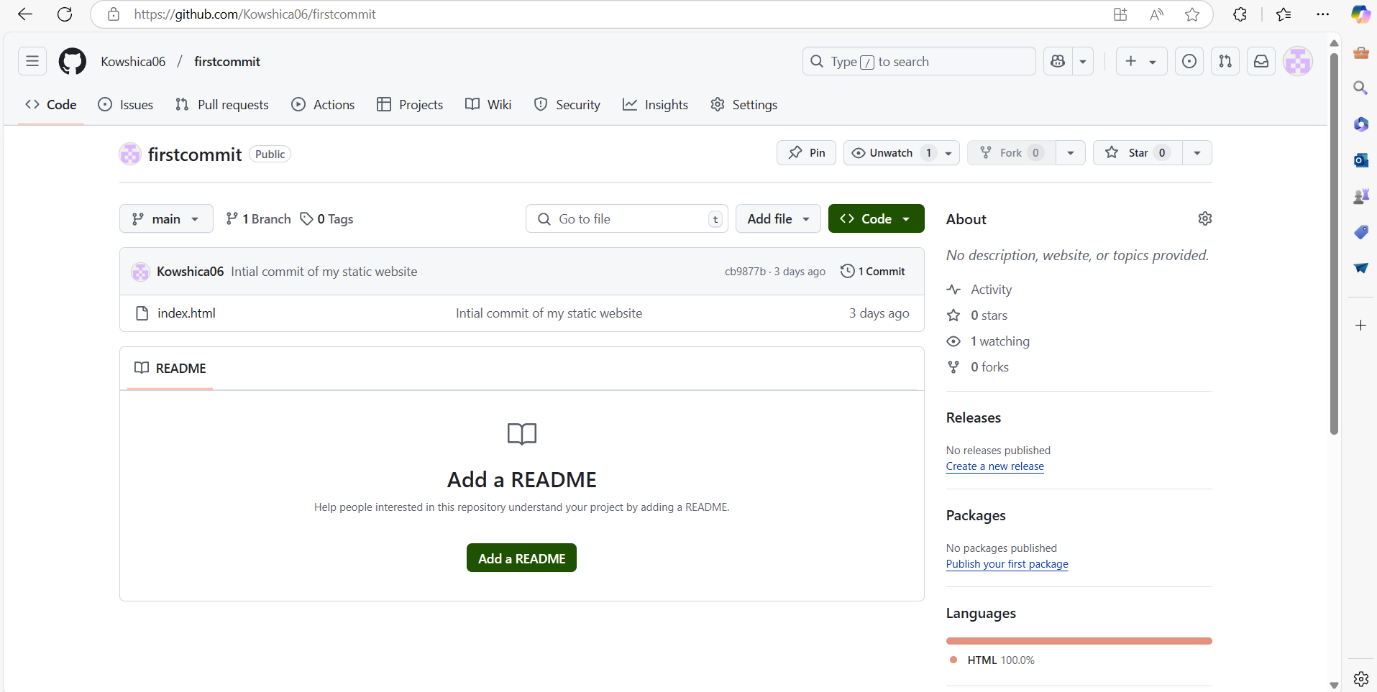 https://github.com/Kowshica06/firstcommit
Kowshica06 / firstcommit
Type / to search
Code Issues Pull requests Actions Projects Wiki Security Insights Settings
firstcommit Public
Pin Unwatch 1 Fork 0 Star 0
main 1 Branch 0 Tags Go to file t Add file Code
Kowshica06 Intial commit of my static website cb9877b · 3 days ago 1 Commit
index.html Intial commit of my static website 3 days ago
README
Add a README
Help people interested in this repository understand your project by adding a README.
Add a README
About
No description, website, or topics provided.
Activity
0 stars
1 watching
0 forks
Releases
No releases published
Create a new release
Packages
No packages published
Publish your first package
Languages
HTML 100.0%